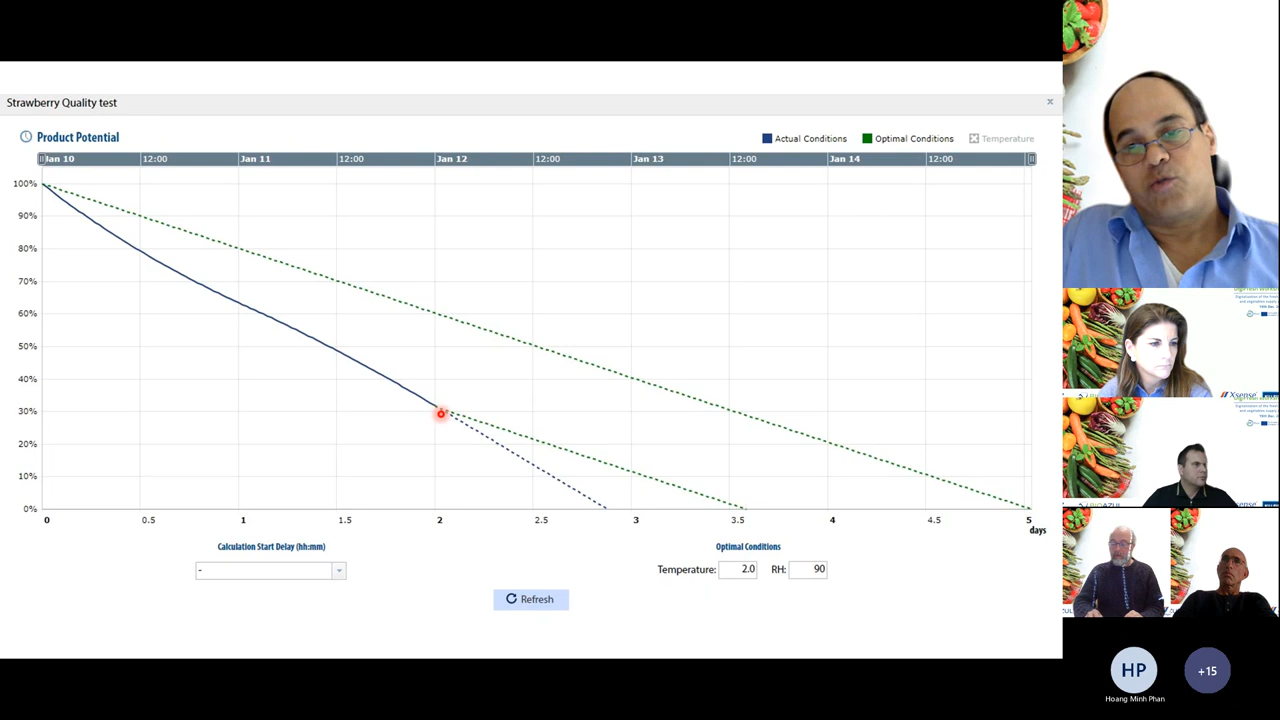 Strawberry Quality test
Product Potential
Actual Conditions Optimal Conditions Temperature
Jan 10 12:00 Jan 11 12:00 Jan 12 12:00 Jan 13 12:00 Jan 14 12:00
100%
90%
80%
70%
60%
50%
40%
30%
20%
10%
0%
0 0.5 1 1.5 2 2.5 3 3.5 4 4.5 5
days
Calculation Start Delay (hh:mm)
-
Optimal Conditions
Temperature: 2.0 RH: 90
Refresh
Xsense
BIOAZUL
HP
+15
Hoang Minh Phan